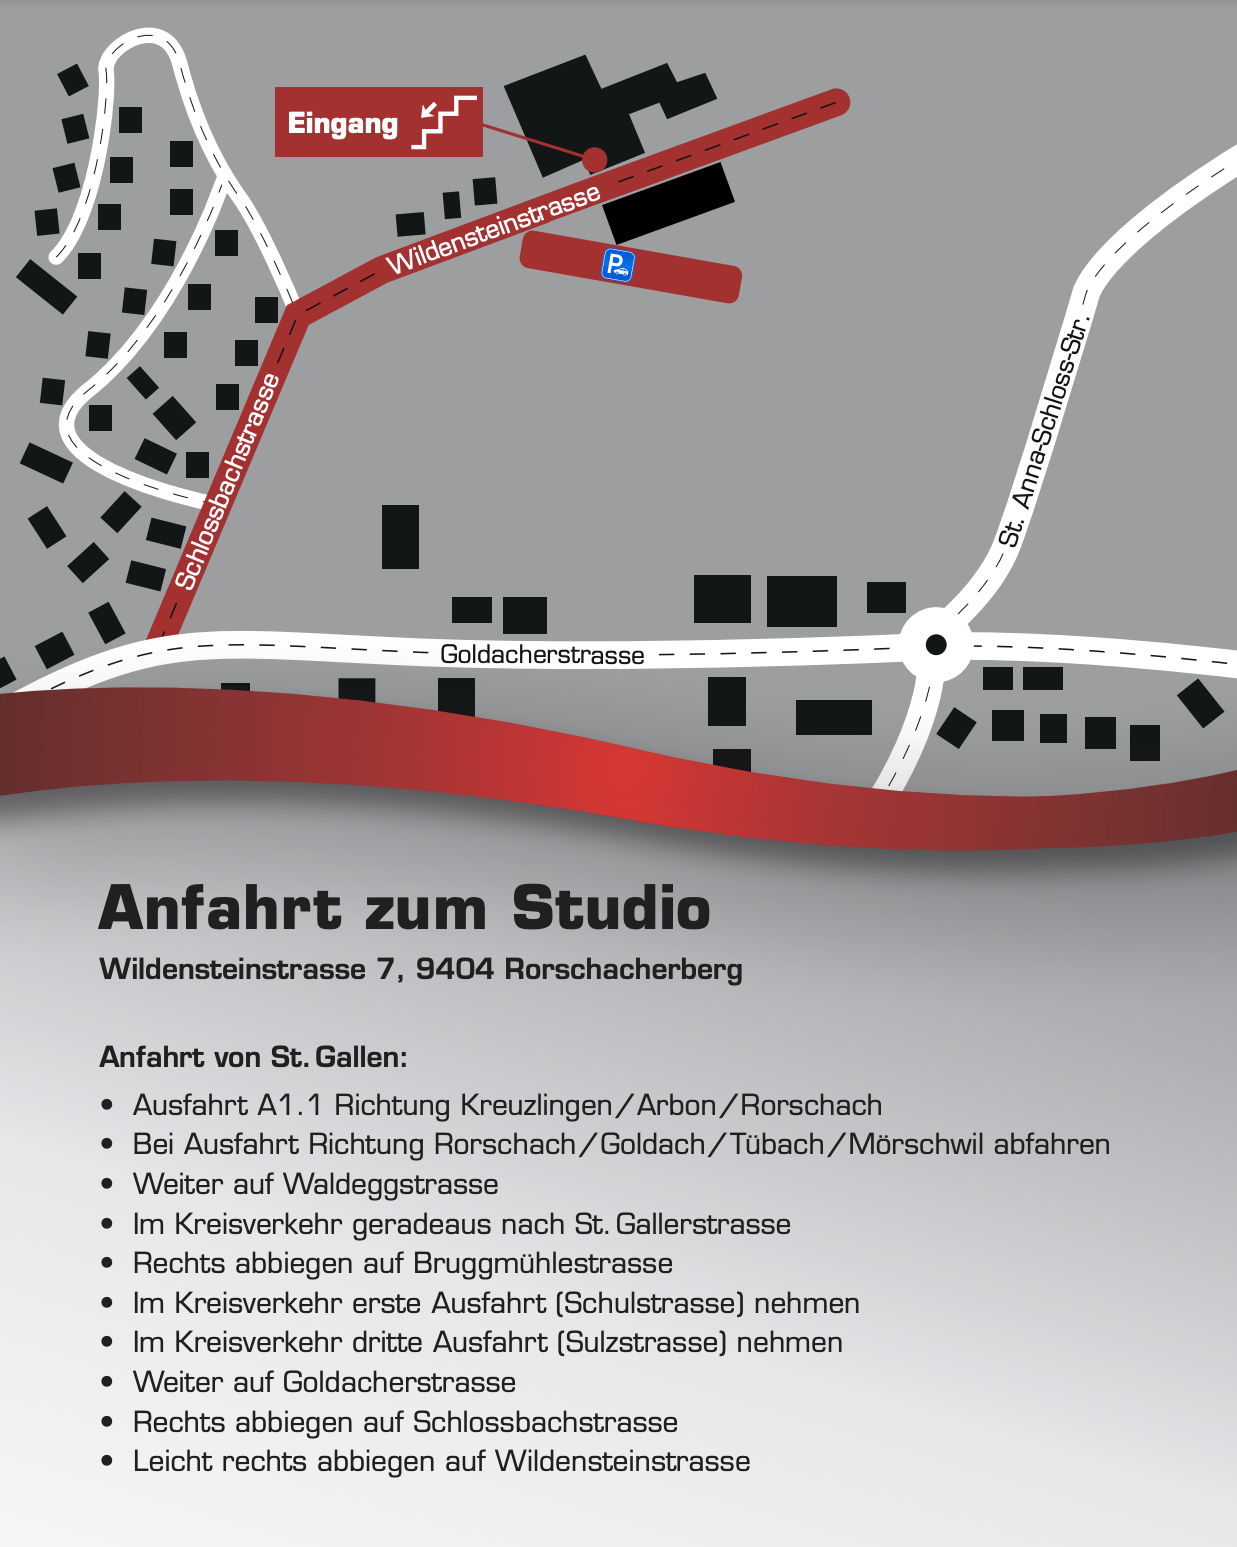 Eingang
Wildensteinstrasse
P
St. Anna-Schloss-Str.
Schlossbachstrasse
Goldacherstrasse
Anfahrt zum Studio
Wildensteinstrasse 7, 9404 Rorschacherberg
Anfahrt von St. Gallen:
• Ausfahrt A1.1 Richtung Kreuzlingen/Arbon/Rorschach
• Bei Ausfahrt Richtung Rorschach/Goldach/Tübach/Mörschwil abfahren
• Weiter auf Waldeggstrasse
• Im Kreisverkehr geradeaus nach St. Gallerstrasse
• Rechts abbiegen auf Bruggmühlestrasse
• Im Kreisverkehr erste Ausfahrt (Schulstrasse) nehmen
• Im Kreisverkehr dritte Ausfahrt (Sulzstrasse) nehmen
• Weiter auf Goldacherstrasse
• Rechts abbiegen auf Schlossbachstrasse
• Leicht rechts abbiegen auf Wildensteinstrasse